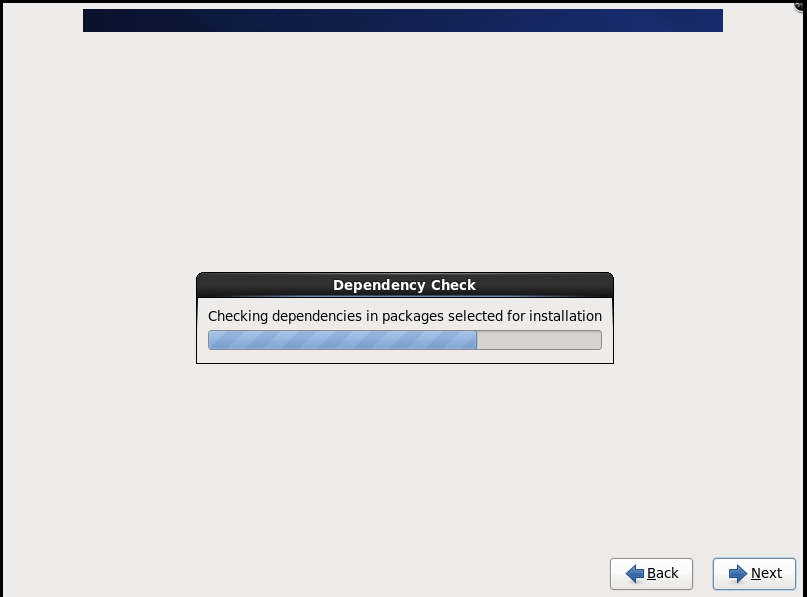 Dependency Check
Checking dependencies in packages selected for installation
Back
Next